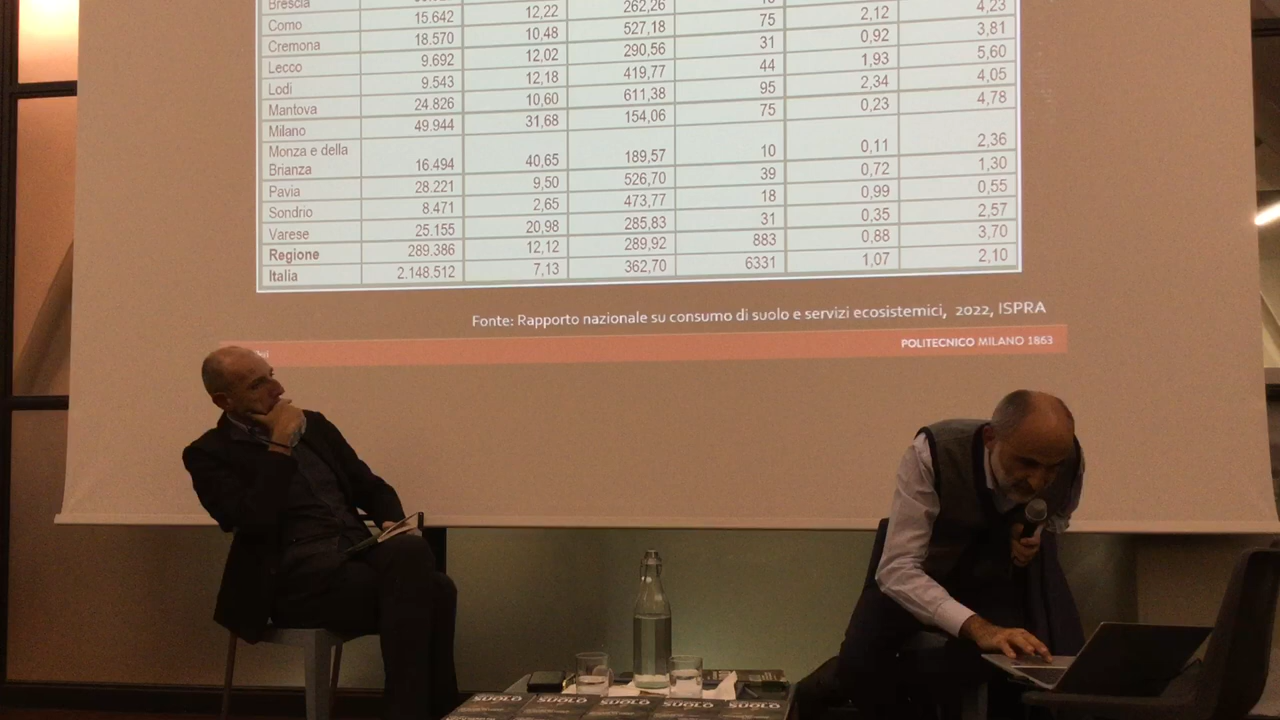 Brescia
Como 15.642 12,22 262,26
Cremona 18.570 10,48 527,18 75 2,12 4,23
Lecco 9.692 12,02 290,56 31 0,92 3,81
Lodi 9.543 12,18 419,77 44 1,93 5,60
Mantova 24.826 10,60 611,38 95 2,34 4,05
Milano 49.944 31,68 154,06 75 0,23 4,78
Monza e della
Brianza 16.494 40,65 189,57 10 0,11 2,36
Pavia 28.221 9,50 526,70 39 0,72 1,30
Sondrio 8.471 2,65 473,77 18 0,99 0,55
Varese 25.155 20,98 285,83 31 0,35 2,57
Regione 289.386 12,12 289,92 883 0,88 3,70
Italia 2.148.512 7,13 362,70 6331 1,07 2,10
Fonte: Rapporto nazionale su consumo di suolo e servizi ecosistemici, 2022, ISPRA
POLITECNICO MILANO 1863
SUOLO SUOLO SUOLO SUOLO SUOLO